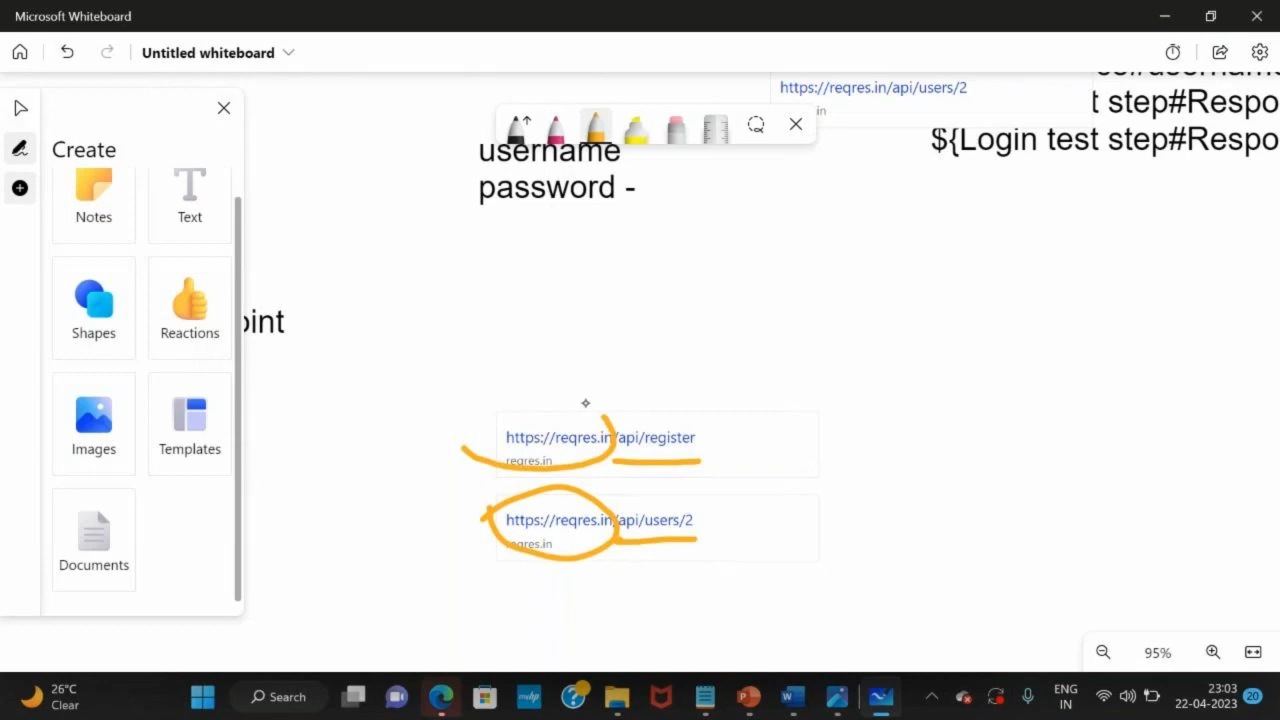 Microsoft Whiteboard
Untitled whiteboard
Create
Notes
Text
Shapes
Reactions
Images
Templates
Documents
https://reqres.in/api/users/2
in
t step#Respo
${Login test step#Respo
username
password -
oint
https://reqres.in/api/register
reqres.in
https://reqres.in/api/users/2
reqres.in
95%
26°C
Clear
Search
ENG
IN
23:03
22-04-2023
20